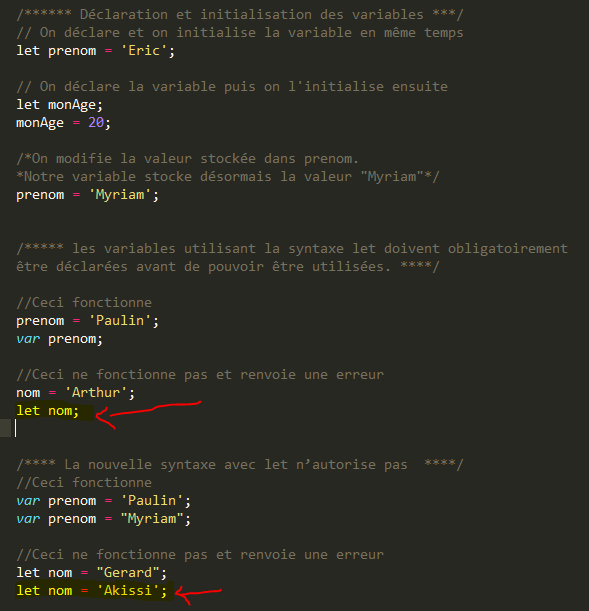 /****** Déclaration et initialisation des variables ***/
// On déclare et on initialise la variable en même temps
let prenom = 'Eric';
// On déclare la variable puis on l'initialise ensuite
let monAge;
monAge = 20;
/*On modifie la valeur stockée dans prenom.
*Notre variable stocke désormais la valeur "Myriam"*/
prenom = 'Myriam';
/***** les variables utilisant la syntaxe let doivent obligatoirement
être déclarées avant de pouvoir être utilisées. ****/
//Ceci fonctionne
prenom = 'Paulin';
var prenom;
//Ceci ne fonctionne pas et renvoie une erreur
nom = 'Arthur';
let nom;
/**** La nouvelle syntaxe avec let n’autorise pas  ****/
//Ceci fonctionne
var prenom = 'Paulin';
var prenom = "Myriam";
//Ceci ne fonctionne pas et renvoie une erreur
let nom = "Gerard";
let nom = 'Akissi';